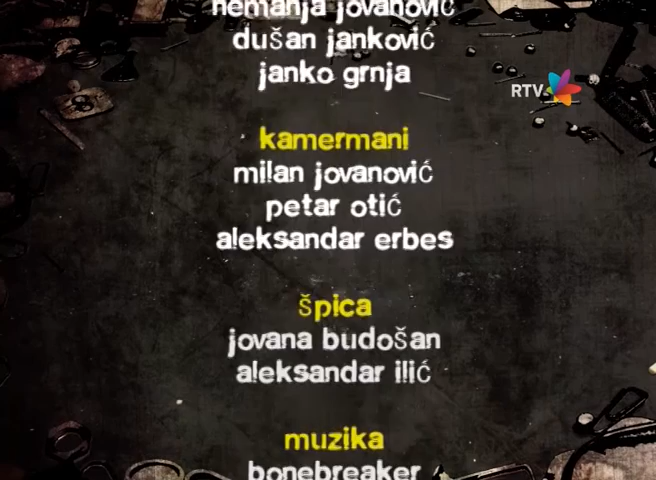 nemanja jovanović
dušan janković
janko grnja
RTV
kamermani
milan jovanović
petar otić
aleksandar erbes
špica
jovana budošan
aleksandar ilić
muzika
bonebreaker